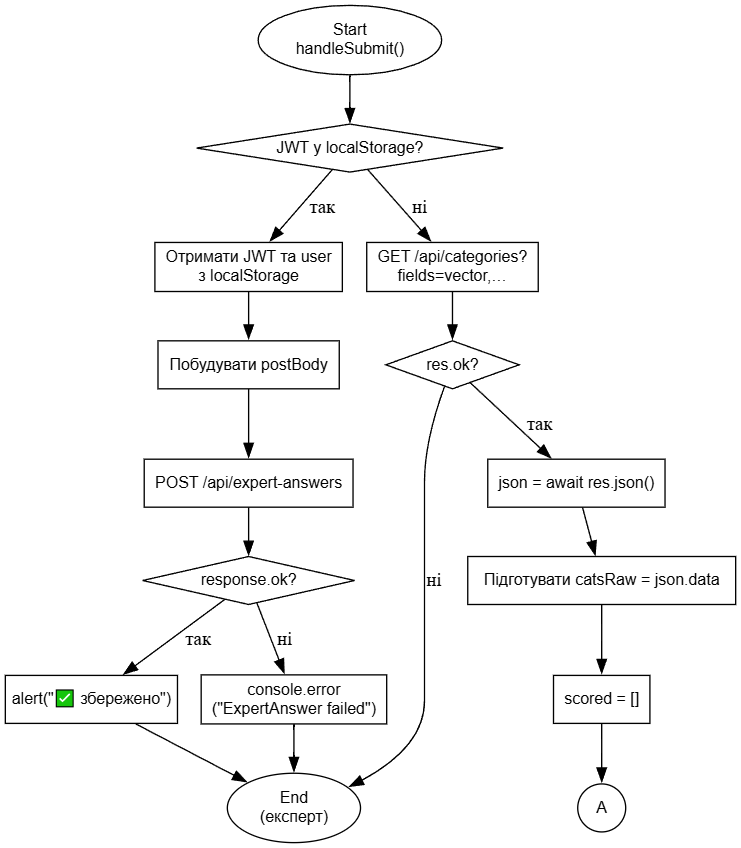 Start
handleSubmit()
JWT у localStorage?
так
ні
Отримати JWT та user
з localStorage
GET /api/categories?
fields=vector,…
Побудувати postBody
res.ok?
так
POST /api/expert-answers
json = await res.json()
response.ok?
ні
Підготувати catsRaw = json.data
так
ні
alert("✅ збережено")
console.error
("ExpertAnswer failed")
scored = []
End
(експерт)
A